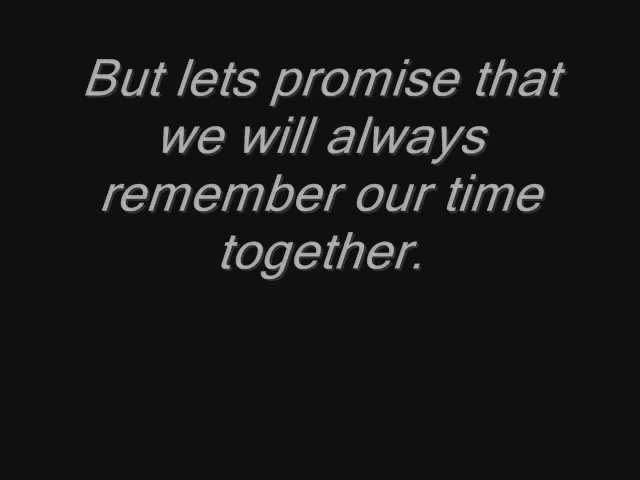 But lets promise that
we will always
remember our time
together.